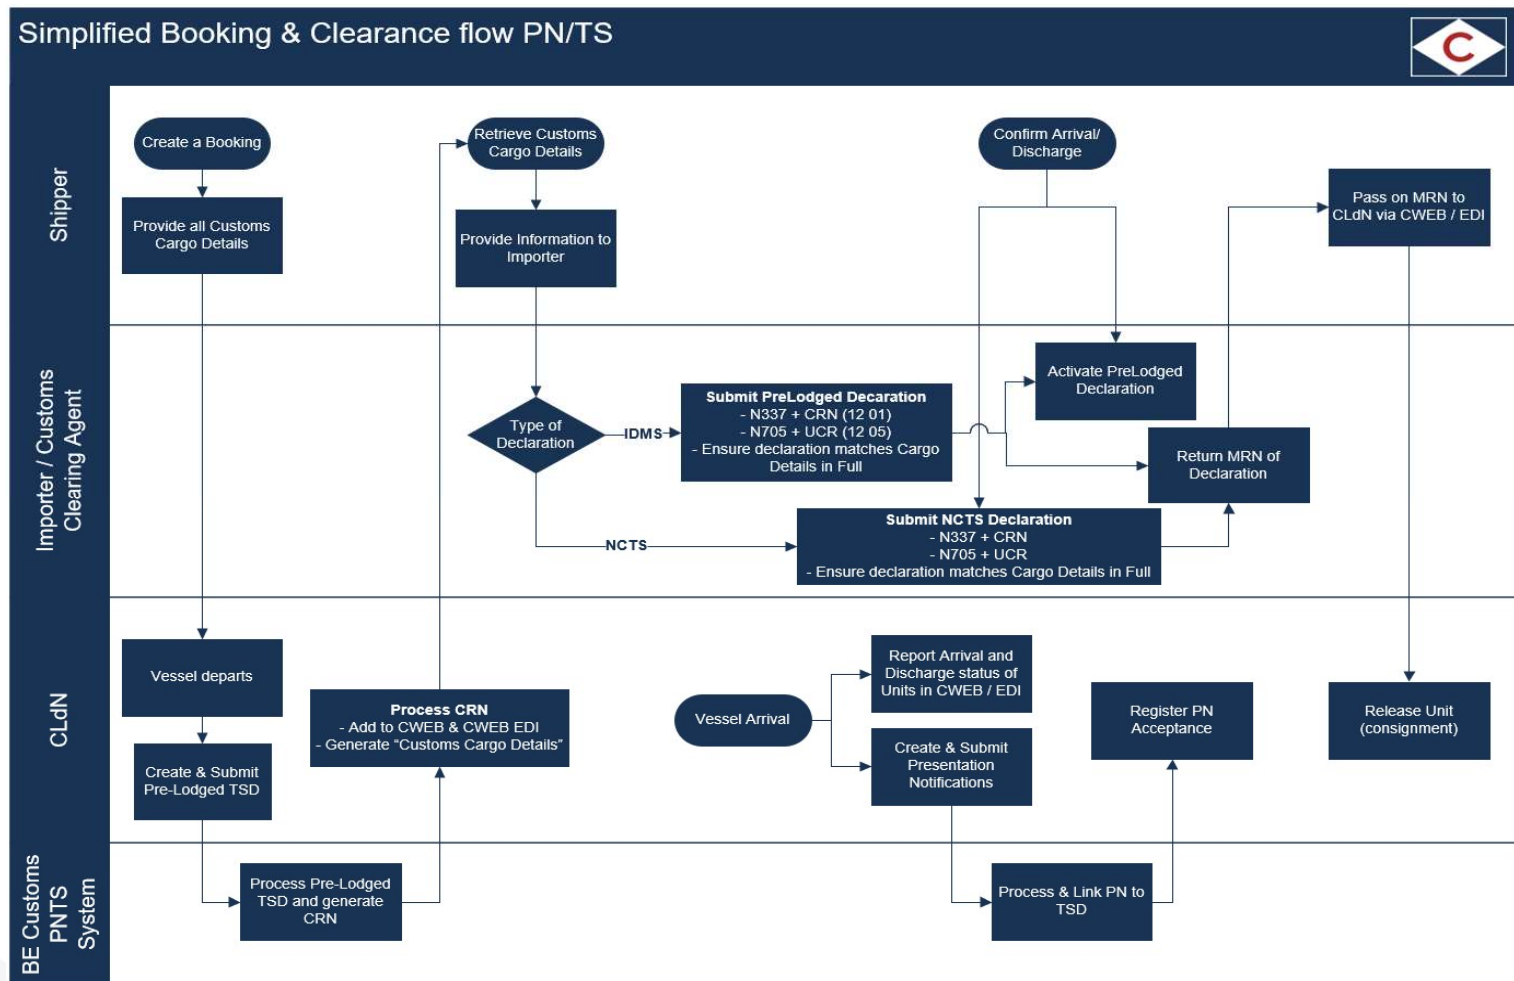 Simplified Booking & Clearance flow PN/TS
C
Shipper
Create a Booking
Provide all Customs
Cargo Details
Retrieve Customs
Cargo Details
Provide Information to
Importer
Confirm Arrival/
Discharge
Pass on MRN to
CLdN via CWEB / EDI
Importer / Customs
Clearing Agent
Type of
Declaration
IDMS
NCTS
Submit PreLodged Decaration
- N337 + CRN (12 01)
- N705 + UCR (12 05)
- Ensure declaration matches Cargo
Details in Full
Activate PreLodged
Declaration
Return MRN of
Declaration
Submit NCTS Declaration
- N337 + CRN
- N705 + UCR
- Ensure declaration matches Cargo Details in Full
CLdN
Vessel departs
Create & Submit
Pre-Lodged TSD
Process CRN
- Add to CWEB & CWEB EDI
- Generate “Customs Cargo Details”
Vessel Arrival
Report Arrival and
Discharge status of
Units in CWEB / EDI
Create & Submit
Presentation
Notifications
Register PN
Acceptance
Release Unit
(consignment)
BE Customs
PNTS
System
Process Pre-Lodged
TSD and generate
CRN
Process & Link PN to
TSD